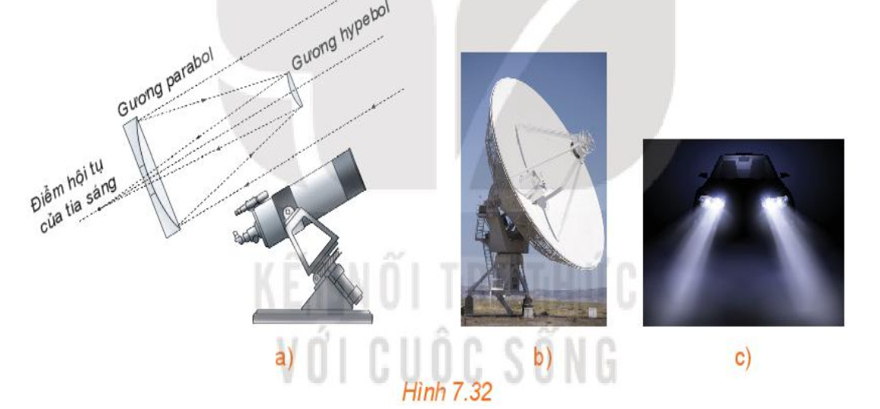 Gương parabol
Gương hypebol
Điểm hội tụ
của tia sáng
KẾT NỐI TRI THỨC
VỚI CUỘC SỐNG
a)
b)
c)
Hình 7.32